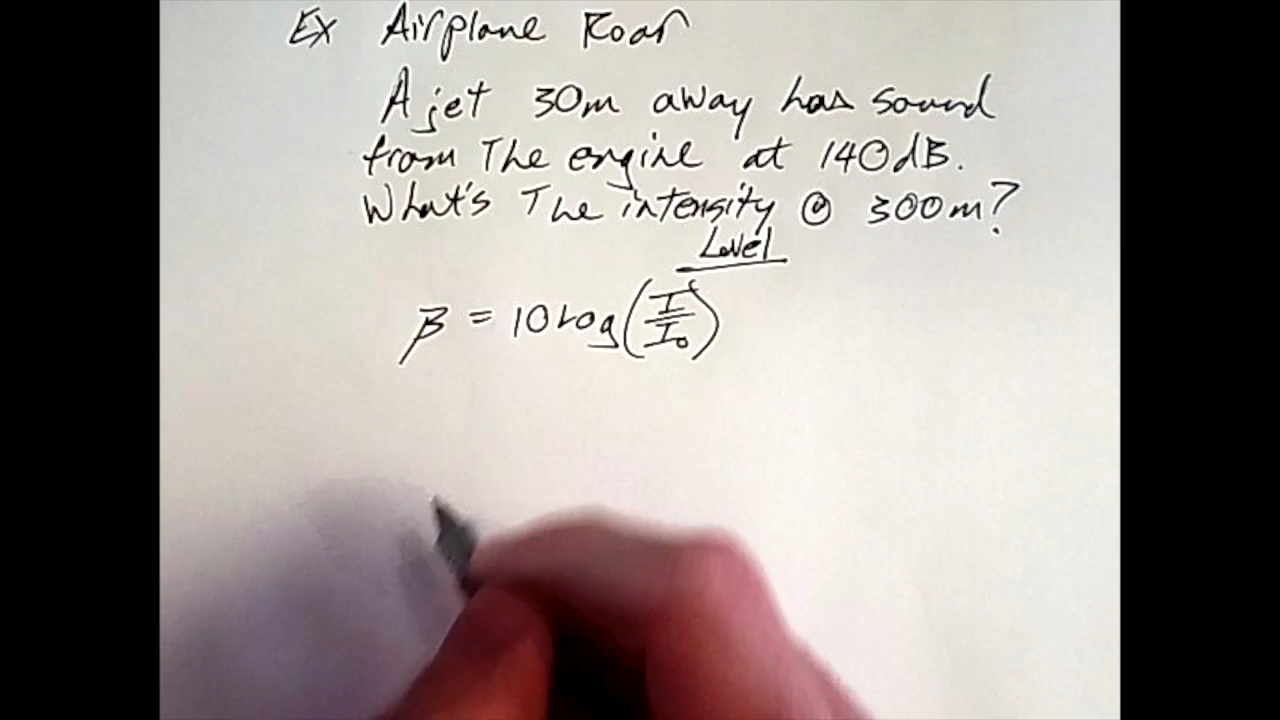 Ex Airplane Roar
A jet 30m away has sound
from The engine at 140dB.
What's The intensity @ 300m?
Level
β = 10 Log(I/I₀)